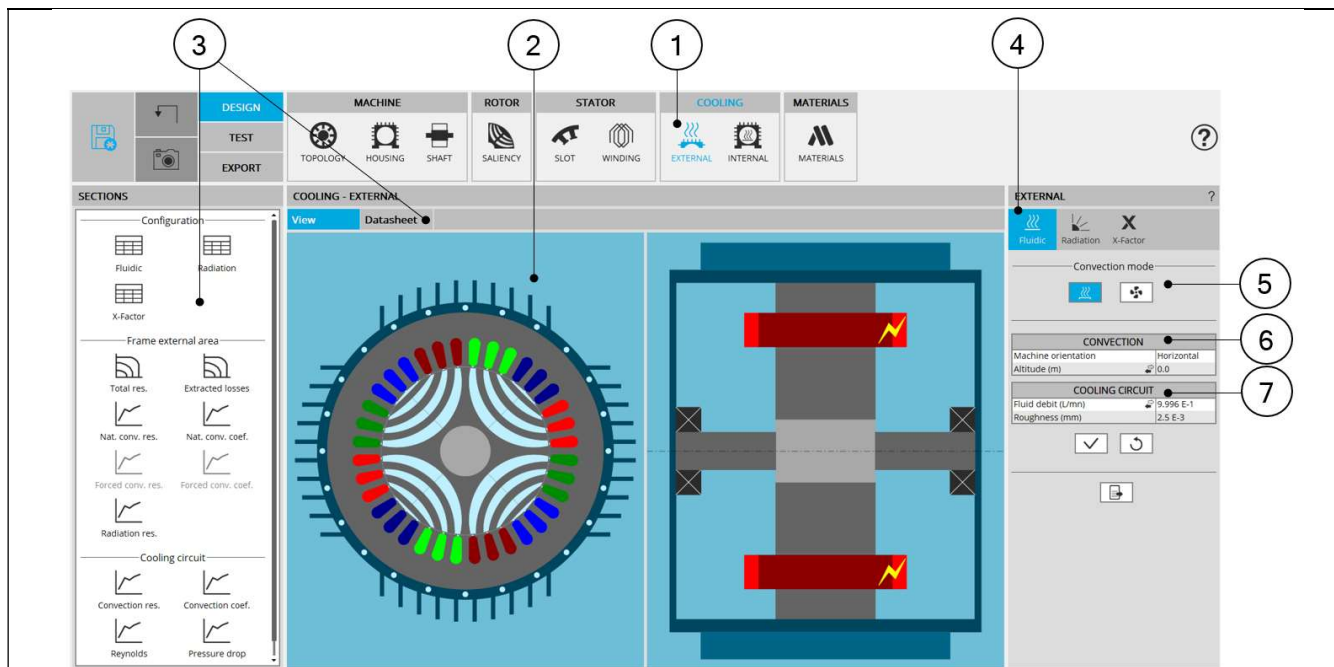 3
2
1
4
DESIGN
TEST
EXPORT
MACHINE
TOPOLOGY
HOUSING
SHAFT
ROTOR
SALIENCY
STATOR
SLOT
WINDING
COOLING
EXTERNAL
INTERNAL
MATERIALS
MATERIALS
?
SECTIONS
Configuration
Fluidic
Radiation
X-Factor
Frame external area
Total res.
Extracted losses
Nat. conv. res.
Nat. conv. coef.
Forced conv. res.
Forced conv. coef.
Radiation res.
Cooling circuit
Convection res.
Convection coef.
Reynolds
Pressure drop
COOLING - EXTERNAL
View
Datasheet
EXTERNAL
?
Fluidic
Radiation
X
X-Factor
Convection mode
5
CONVECTION
6
Machine orientation Horizontal
Altitude (m) 0.0
COOLING CIRCUIT
7
Fluid debit (L/mn) 9.996 E-1
Roughness (mm) 2.5 E-3